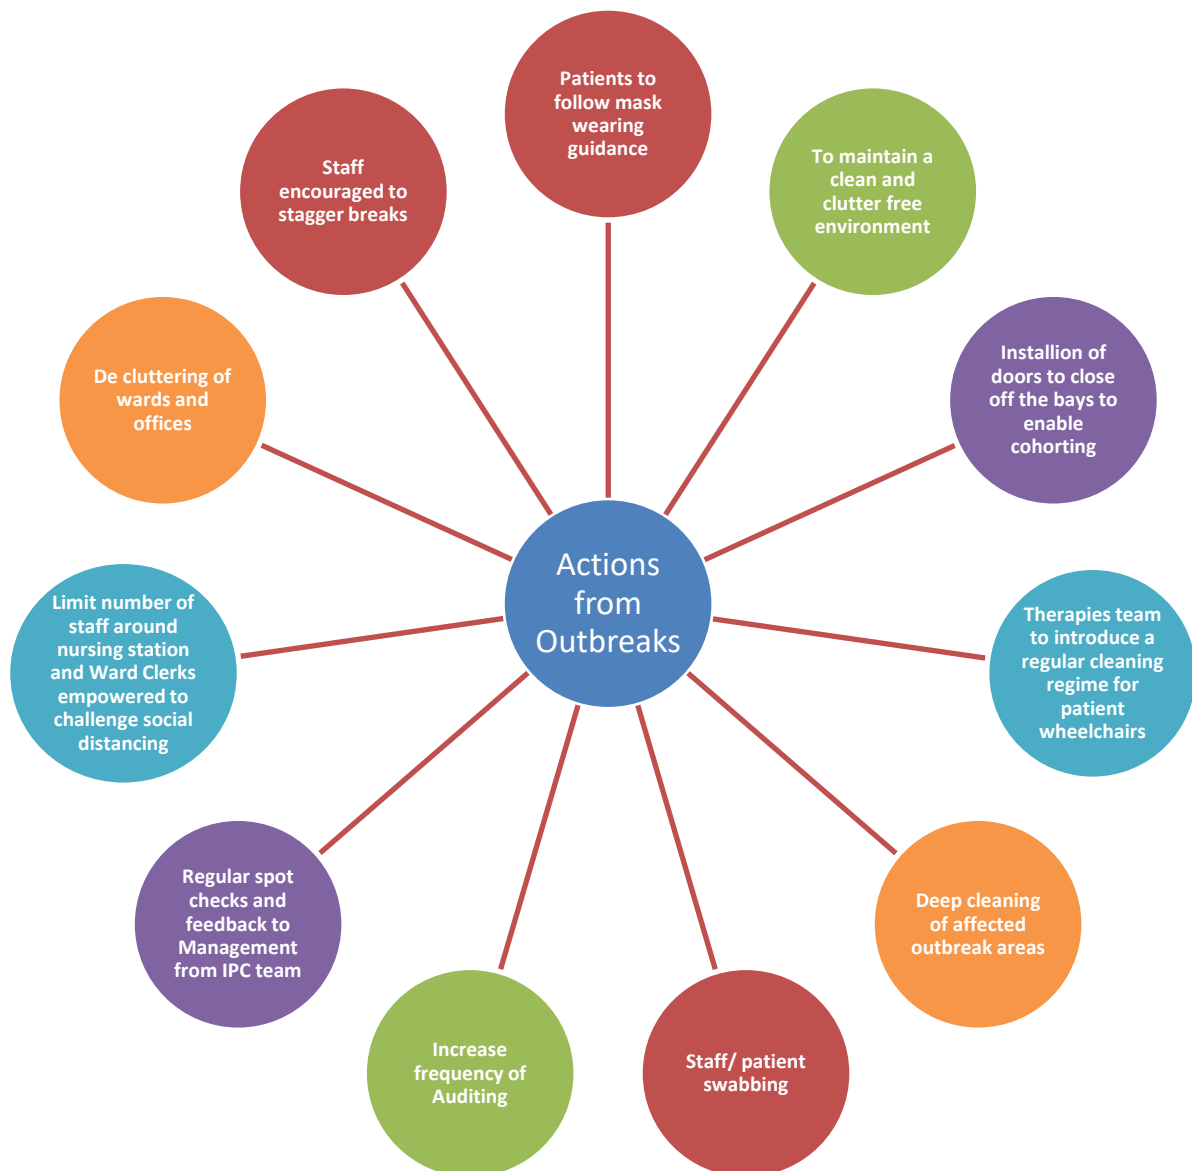 Patients to
follow mask
wearing
guidance
To maintain a
clean and
clutter free
environment
Installion of
doors to close
off the bays to
enable
cohorting
Therapies team
to introduce a
regular cleaning
regime for
patient
wheelchairs
Deep cleaning
of affected
outbreak areas
Staff/ patient
swabbing
Increase
frequency of
Auditing
Regular spot
checks and
feedback to
Management
from IPC team
Limit number of
staff around
nursing station
and Ward Clerks
empowered to
challenge social
distancing
De cluttering of
wards and
offices
Staff
encouraged to
stagger breaks
Actions
from
Outbreaks